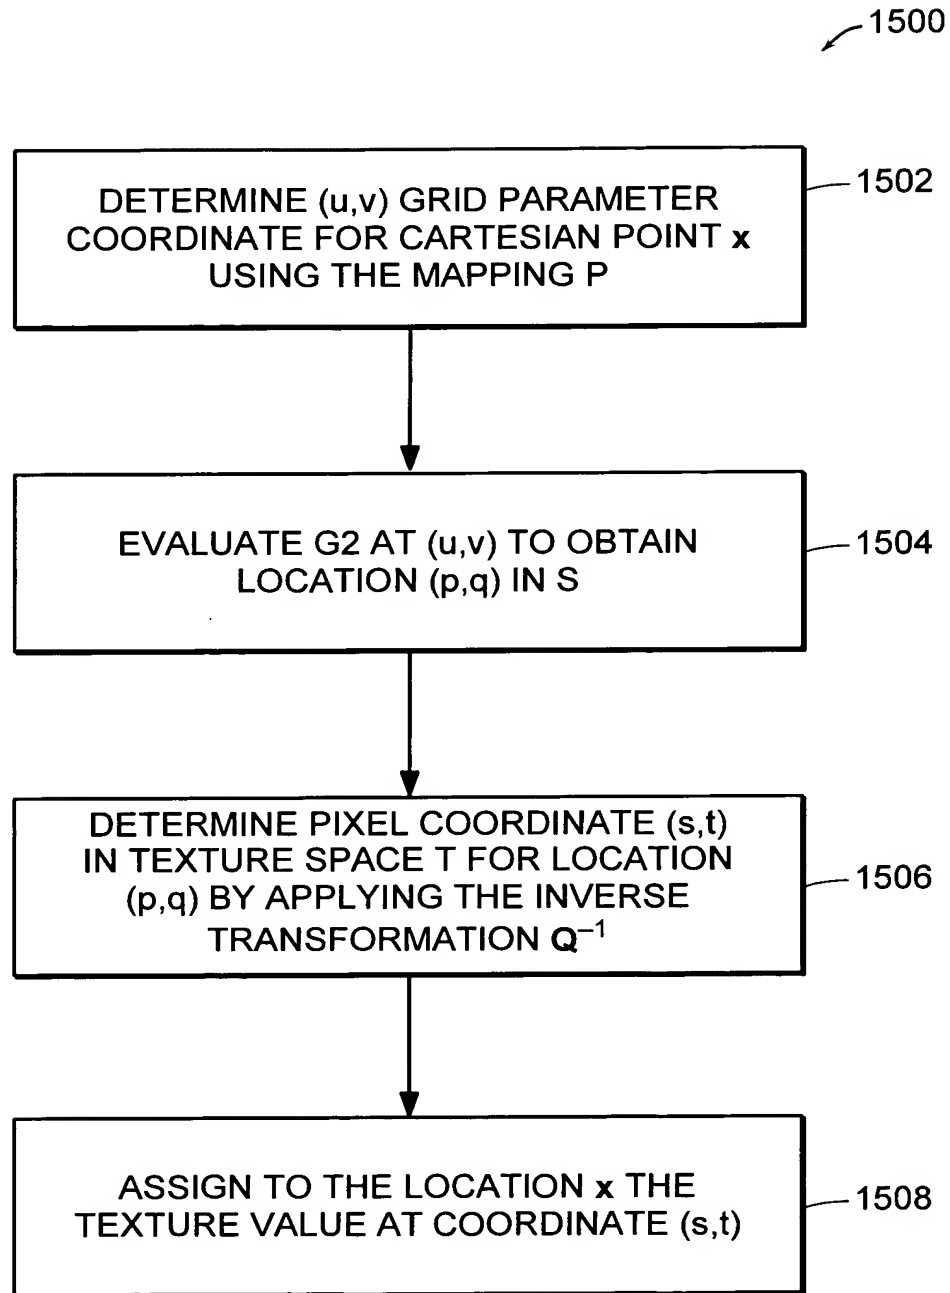 1500
DETERMINE (u,v) GRID PARAMETER
COORDINATE FOR CARTESIAN POINT x
USING THE MAPPING P
1502
EVALUATE G2 AT (u,v) TO OBTAIN
LOCATION (p,q) IN S
1504
DETERMINE PIXEL COORDINATE (s,t)
IN TEXTURE SPACE T FOR LOCATION
(p,q) BY APPLYING THE INVERSE
TRANSFORMATION Q⁻¹
1506
ASSIGN TO THE LOCATION x THE
TEXTURE VALUE AT COORDINATE (s,t)
1508